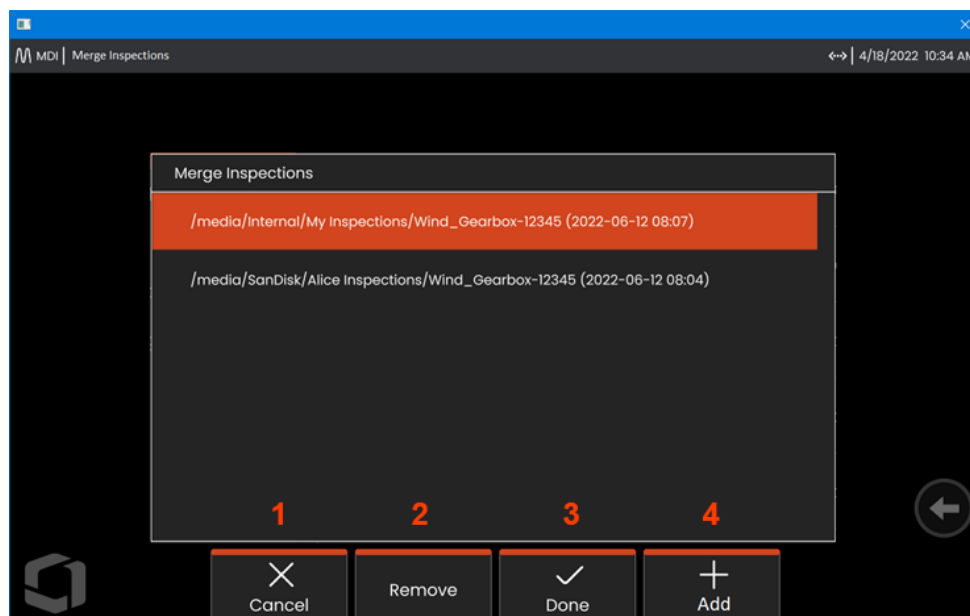 MDI | Merge Inspections
4/18/2022 10:34 AM
Merge Inspections
/media/Internal/My Inspections/Wind_Gearbox-12345 (2022-06-12 08:07)
/media/SanDisk/Alice Inspections/Wind_Gearbox-12345 (2022-06-12 08:04)
1 2 3 4
Cancel Remove Done Add